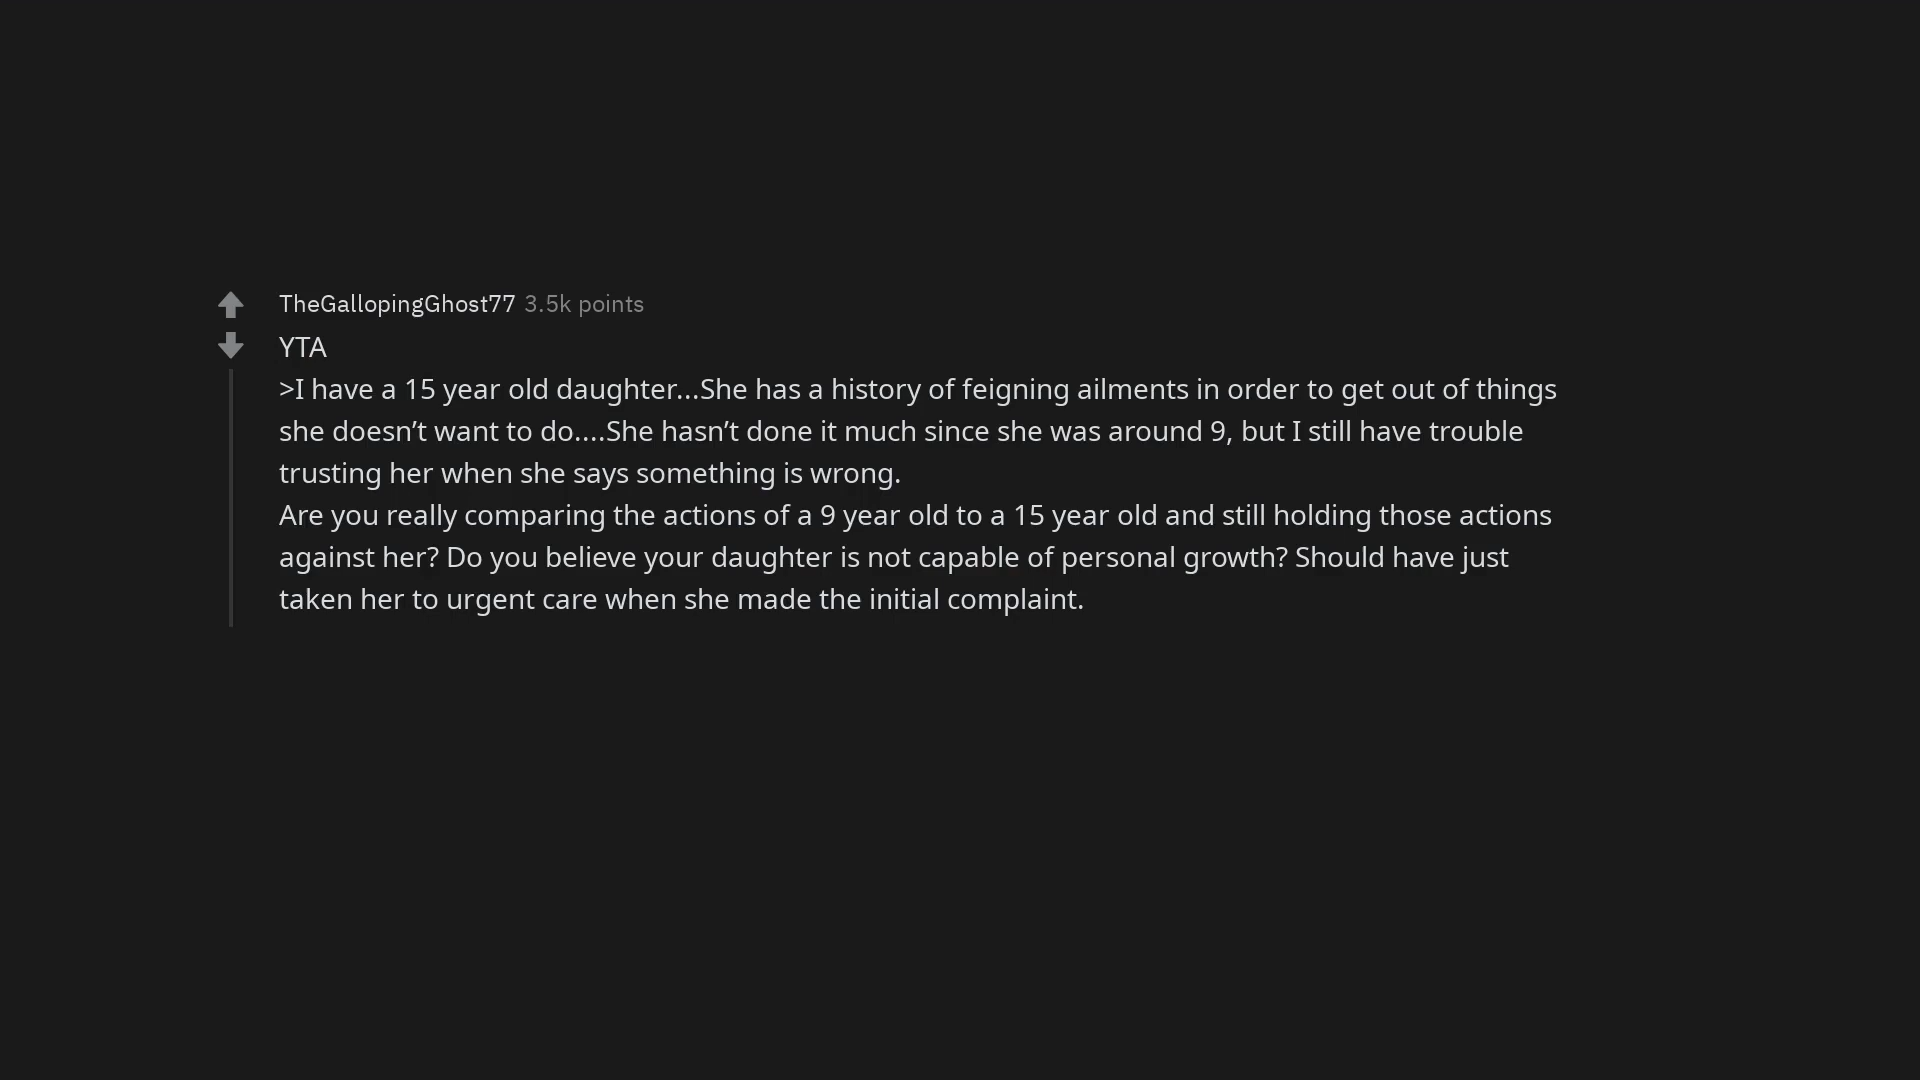 TheGallopingGhost77 3.5k points
YTA
>I have a 15 year old daughter...She has a history of feigning ailments in order to get out of things
she doesn’t want to do....She hasn’t done it much since she was around 9, but I still have trouble
trusting her when she says something is wrong.
Are you really comparing the actions of a 9 year old to a 15 year old and still holding those actions
against her? Do you believe your daughter is not capable of personal growth? Should have just
taken her to urgent care when she made the initial complaint.